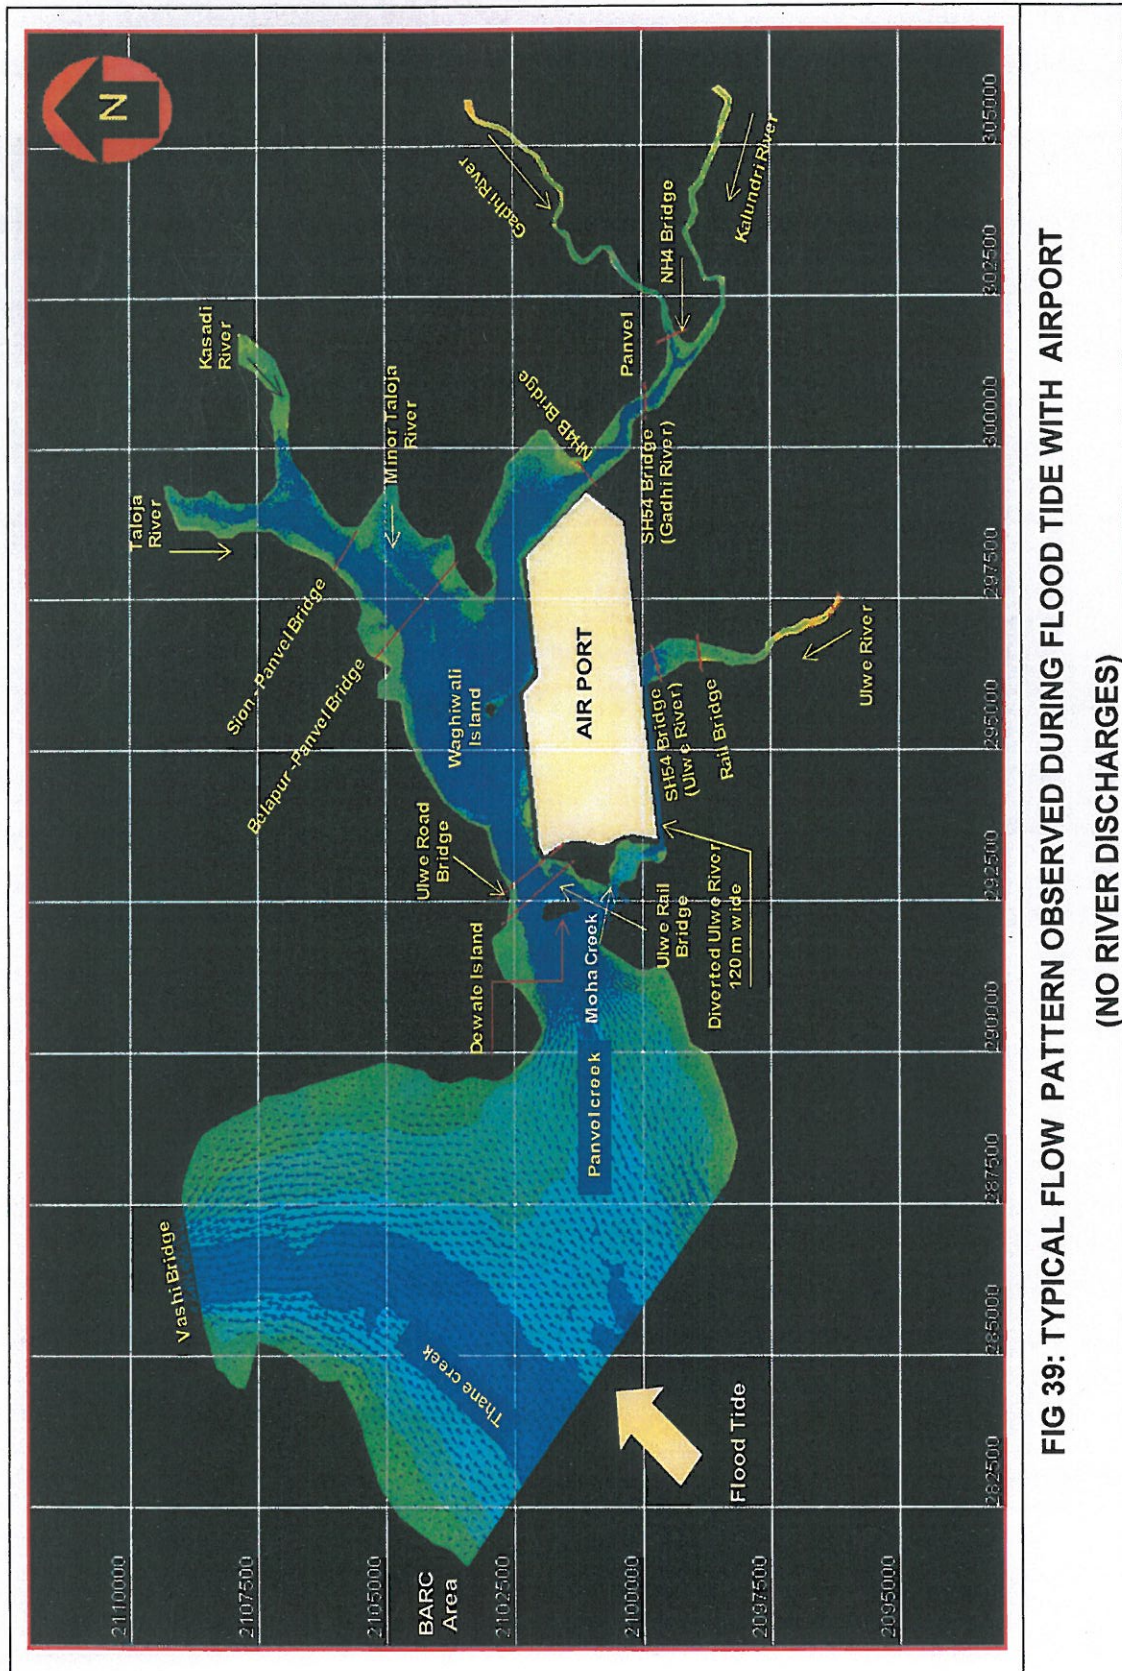 N
Taloja
River
Kasadi
River
Minor Taloja
River
Gadhi River
Kalundri River
NH4 Bridge
Panvel
NH4B Bridge
SH54 Bridge
(Gadhi River)
Sion-Panvel Bridge
Belapur-Panvel Bridge
Waghiwali
Island
AIR PORT
Ulwe River
SH54 Bridge
(Ulwe River)
Rail Bridge
Ulwe Road
Bridge
Dewale Island
Moha Creek
Ulwe Rail
Bridge
Diverted Ulwe River
120 m wide
Panvel creek
Vashi Bridge
Thane creek
Flood Tide
BARC
Area
2110000
2107500
2105000
2102500
2100000
2097500
2095000
282500
285000
287500
290000
292500
295000
297500
300000
302500
305000
FIG 39: TYPICAL FLOW PATTERN OBSERVED DURING FLOOD TIDE WITH AIRPORT
(NO RIVER DISCHARGES)